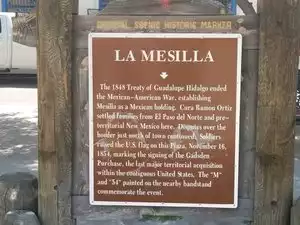 OFFICIAL SCENIC HISTORIC MARKER
LA MESILLA
The 1848 Treaty of Guadalupe Hidalgo ended
the Mexican-American War, establishing
Mesilla as a Mexican holding. Cura Ramon Ortiz
settled families from El Paso del Norte and pre-
territorial New Mexico here. Disputes over the
border just north of town continued. Soldiers
raised the U.S. flag on this Plaza, November 16,
1854, marking the signing of the Gadsden
Purchase, the last major territorial acquisition
within the contiguous United States. The "M"
and "54" painted on the nearby bandstand
commemorate the event.